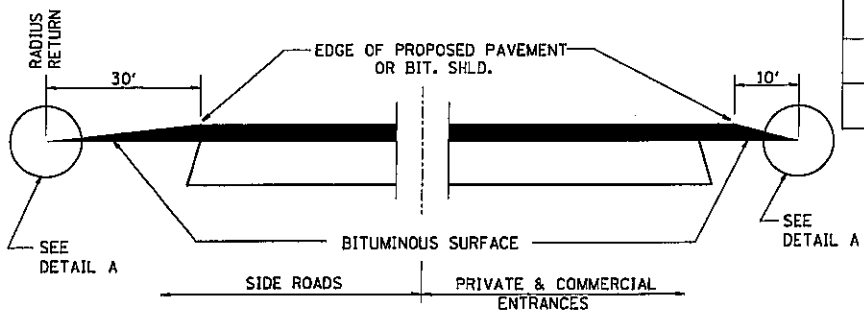 RADIUS
RETURN
30'
EDGE OF PROPOSED PAVEMENT
OR BIT. SHLD.
10'
SEE
DETAIL A
BITUMINOUS SURFACE
SEE
DETAIL A
SIDE ROADS
PRIVATE & COMMERCIAL
ENTRANCES